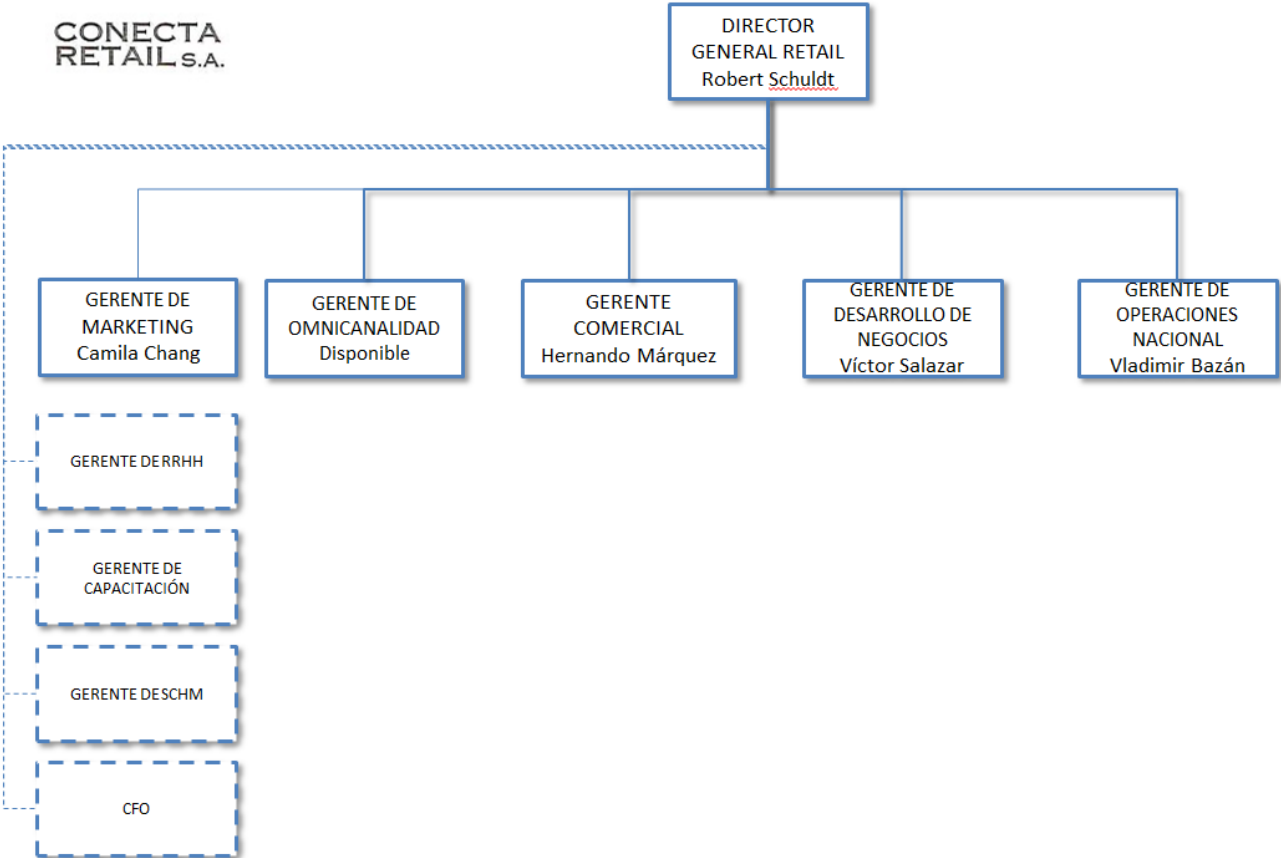 CONECTA
RETAIL S.A.
DIRECTOR
GENERAL RETAIL
Robert Schuldt
GERENTE DE
MARKETING
Camila Chang
GERENTE DE
OMNICANALIDAD
Disponible
GERENTE
COMERCIAL
Hernando Márquez
GERENTE DE
DESARROLLO DE
NEGOCIOS
Víctor Salazar
GERENTE DE
OPERACIONES
NACIONAL
Vladimir Bazán
GERENTE DE RRHH
GERENTE DE
CAPACITACIÓN
GERENTE DE SCHM
CFO